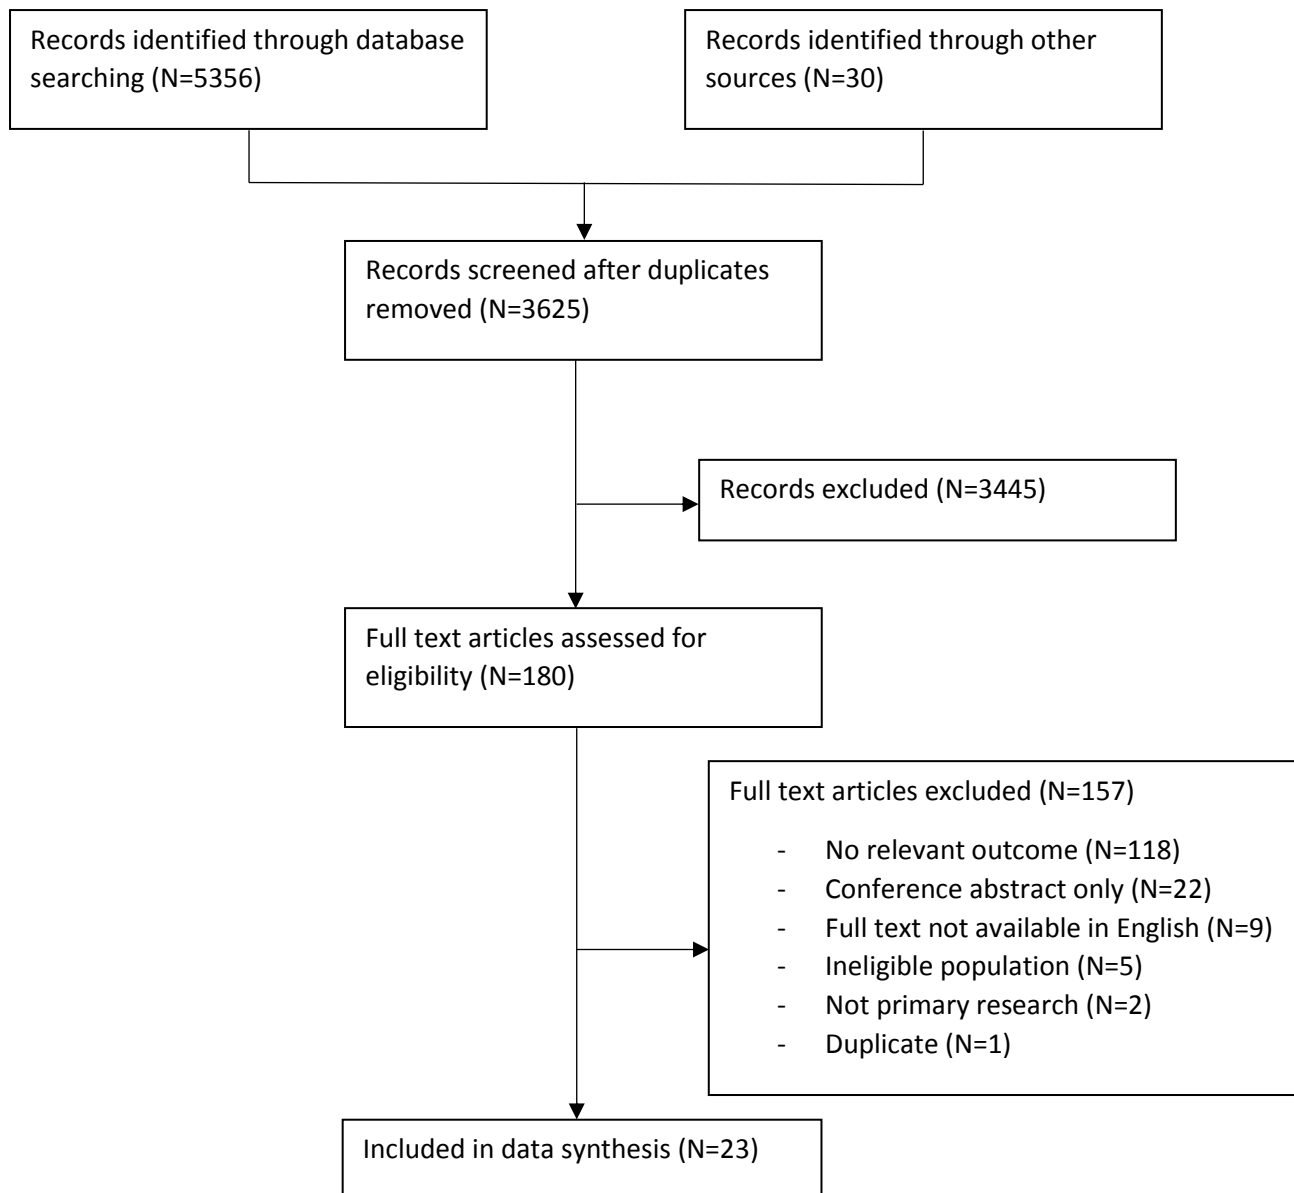 Records identified through database
searching (N=5356)
Records identified through other
sources (N=30)
Records screened after duplicates
removed (N=3625)
Records excluded (N=3445)
Full text articles assessed for
eligibility (N=180)
Full text articles excluded (N=157)
- No relevant outcome (N=118)
- Conference abstract only (N=22)
- Full text not available in English (N=9)
- Ineligible population (N=5)
- Not primary research (N=2)
- Duplicate (N=1)
Included in data synthesis (N=23)